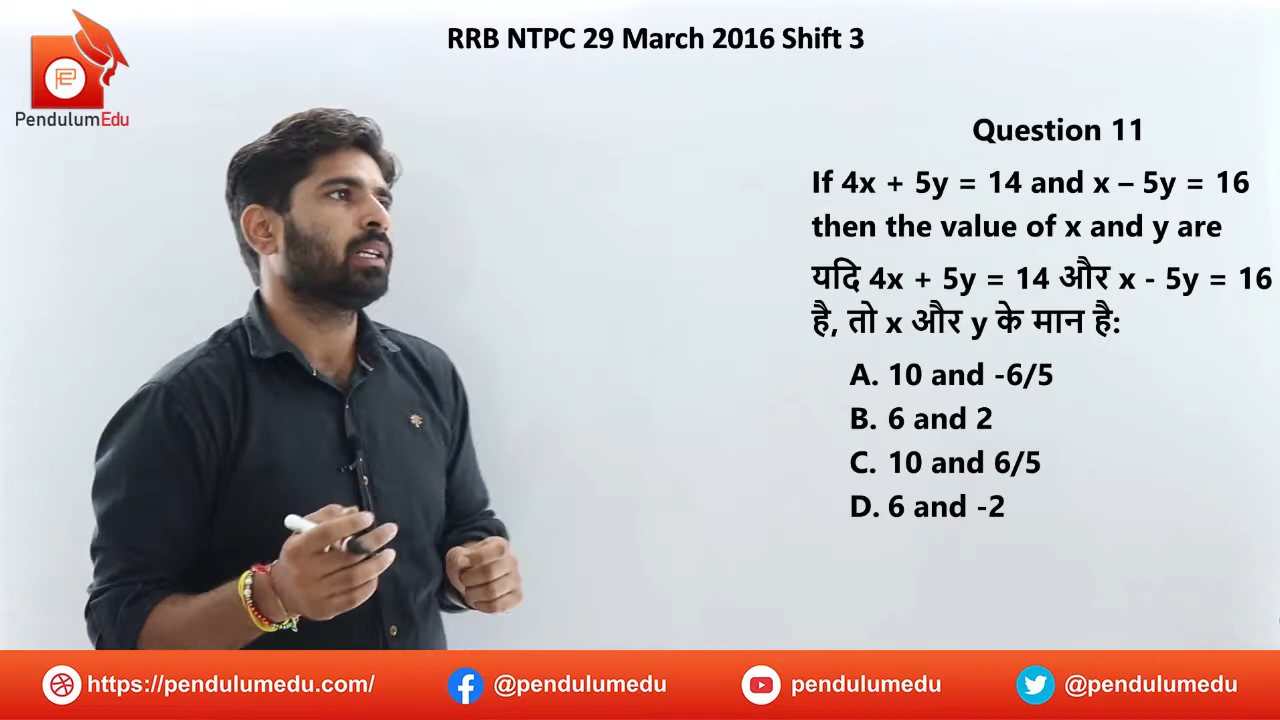 RRB NTPC 29 March 2016 Shift 3
PendulumEdu
Question 11
If 4x + 5y = 14 and x – 5y = 16
then the value of x and y are
यदि 4x + 5y = 14 और x - 5y = 16
है, तो x और y के मान है:
A. 10 and -6/5
B. 6 and 2
C. 10 and 6/5
D. 6 and -2
https://pendulumedu.com/ @pendulumedu pendulumedu @pendulumedu